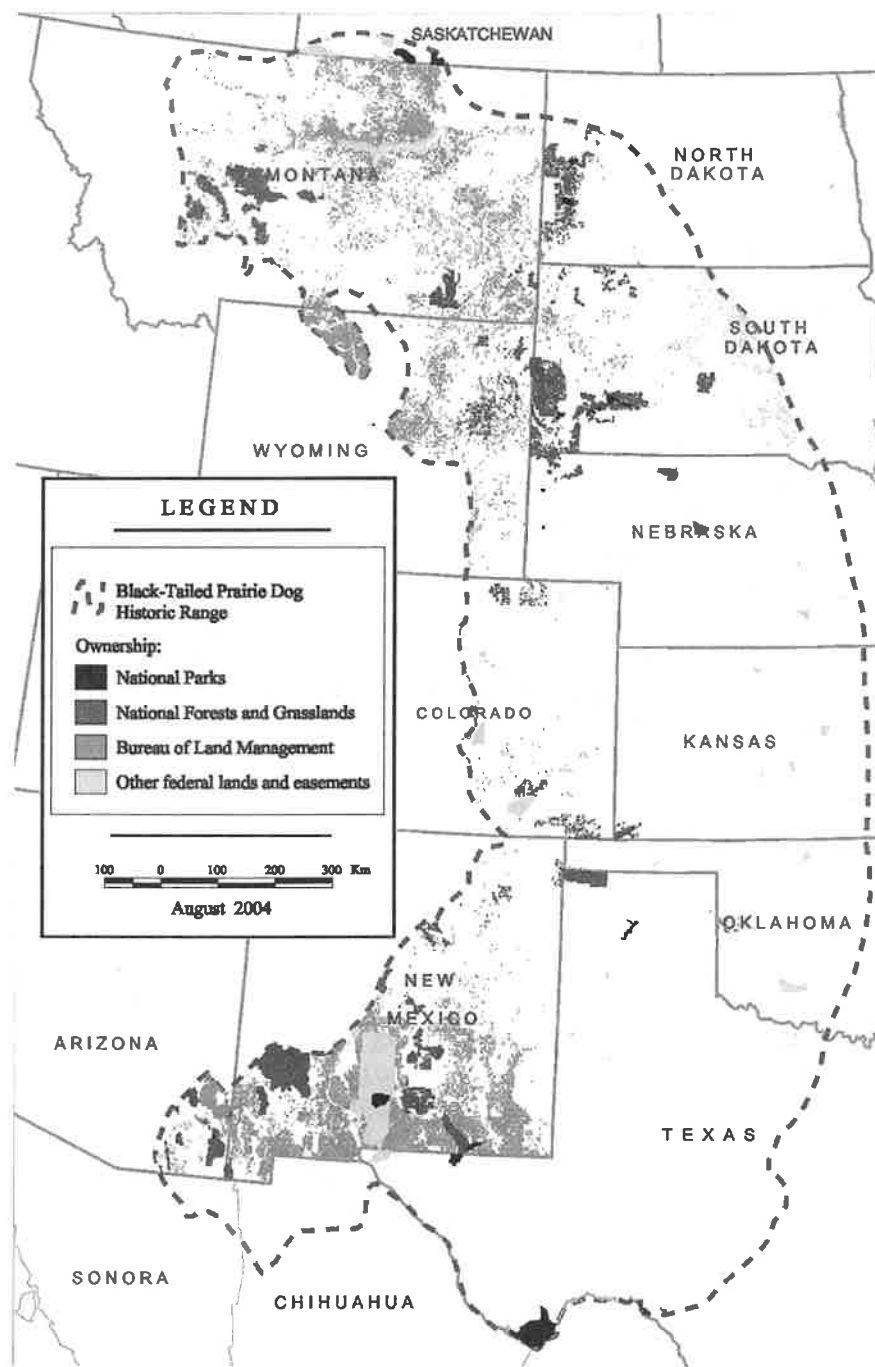 SASKATCHEWAN
MONTANA
NORTH
DAKOTA
SOUTH
DAKOTA
WYOMING
NEBRASKA
LEGEND
Black-Tailed Prairie Dog
Historic Range
Ownership:
National Parks
National Forests and Grasslands
Bureau of Land Management
Other federal lands and easements
100 0 100 200 300 Km
August 2004
COLORADO
KANSAS
OKLAHOMA
NEW
MEXICO
ARIZONA
TEXAS
SONORA
CHIHUAHUA